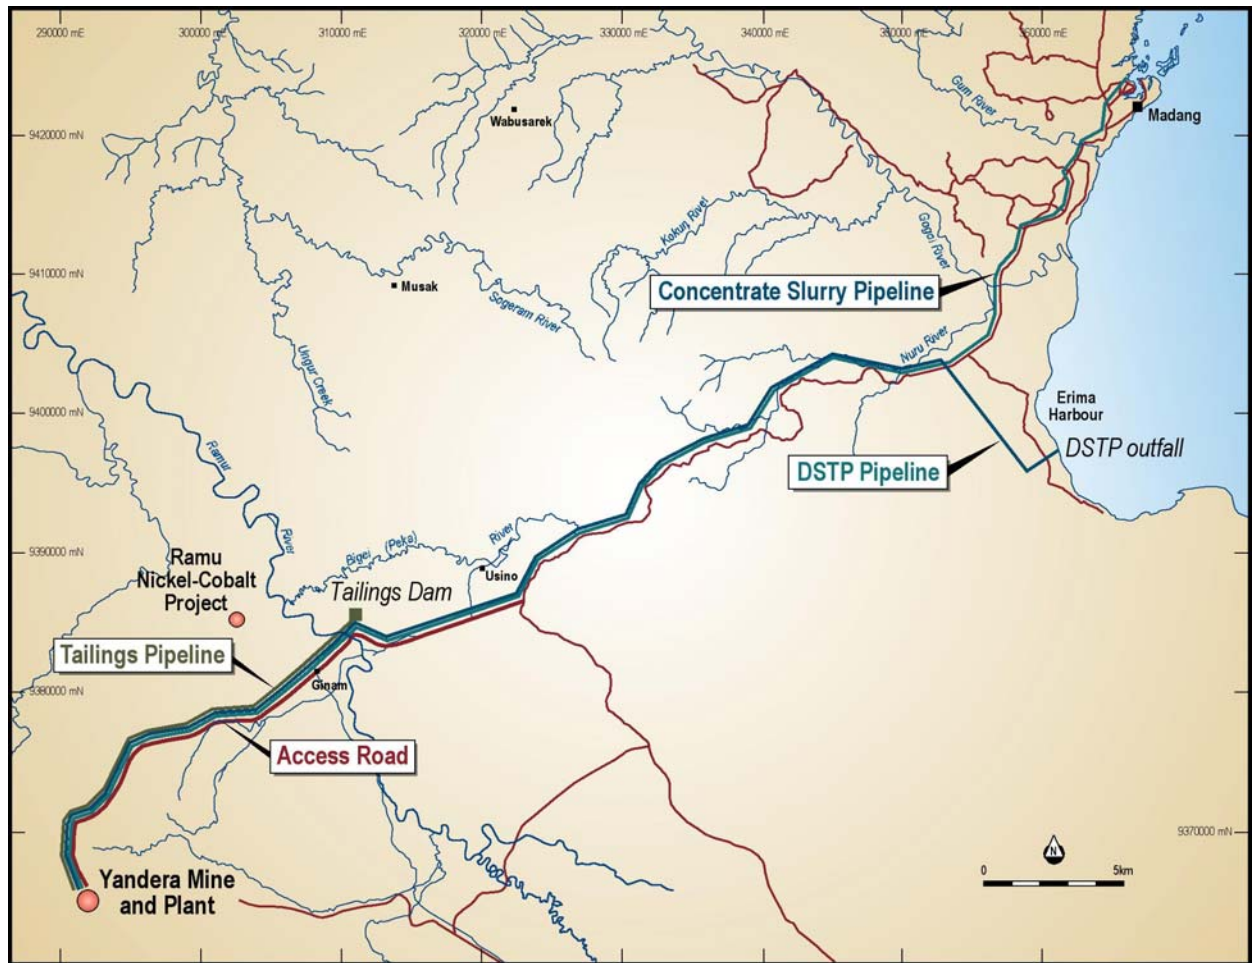 290000 mE
300000 mE
310000 mE
320000 mE
330000 mE
340000 mE
350000 mE
360000 mE
Gum River
Wabusarek
Madang
9420000 mN
Kokun River
Gogoi River
9410000 mN
Musak
Sogeram River
Concentrate Slurry Pipeline
Ungur Creek
Nuru River
9400000 mN
Erima
Harbour
Ramur
River
DSTP Pipeline
DSTP outfall
9390000 mN
Bigei (Peka)
River
Usino
Ramu
Nickel-Cobalt
Project
Tailings Dam
Tailings Pipeline
Ginam
9380000 mN
Access Road
9370000 mN
N
0
5km
Yandera Mine
and Plant